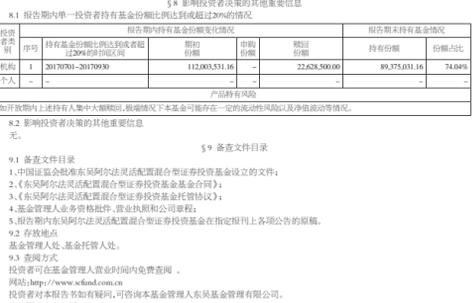 §8 影响投资者决策的其他重要信息
8.1 报告期内单一投资者持有基金份额比例达到或超过20%的情况
投资者类别 报告期内持有基金份额变化情况 报告期末持有基金情况
序号 持有基金份额比例达到或者超过20%的时间区间 期初份额 申购份额 赎回份额 持有份额 份额占比
机构 1 20170701-20170930 112,003,531.16 - 22,628,500.00 89,375,031.16 74.04%
个人 - - - - - - -
产品特有风险
如开放期内上述持有人集中大额赎回,极端情况下本基金可能存在一定的流动性风险以及净值波动等情况。
8.2 影响投资者决策的其他重要信息
无。
§9 备查文件目录
9.1 备查文件目录
1、中国证监会批准东吴阿尔法灵活配置混合型证券投资基金设立的文件;
2、《东吴阿尔法灵活配置混合型证券投资基金基金合同》;
3、《东吴阿尔法灵活配置混合型证券投资基金托管协议》;
4、基金管理人业务资格批件、营业执照和公司章程;
5、报告期内东吴阿尔法灵活配置混合型证券投资基金在指定报刊上各项公告的原稿。
9.2 存放地点
基金管理人处、基金托管人处。
9.3 查阅方式
投资者可在基金管理人营业时间内免费查阅 。
网站:http://www.scfund.com.cn
投资者对本报告书如有疑问,可咨询本基金管理人东吴基金管理有限公司。